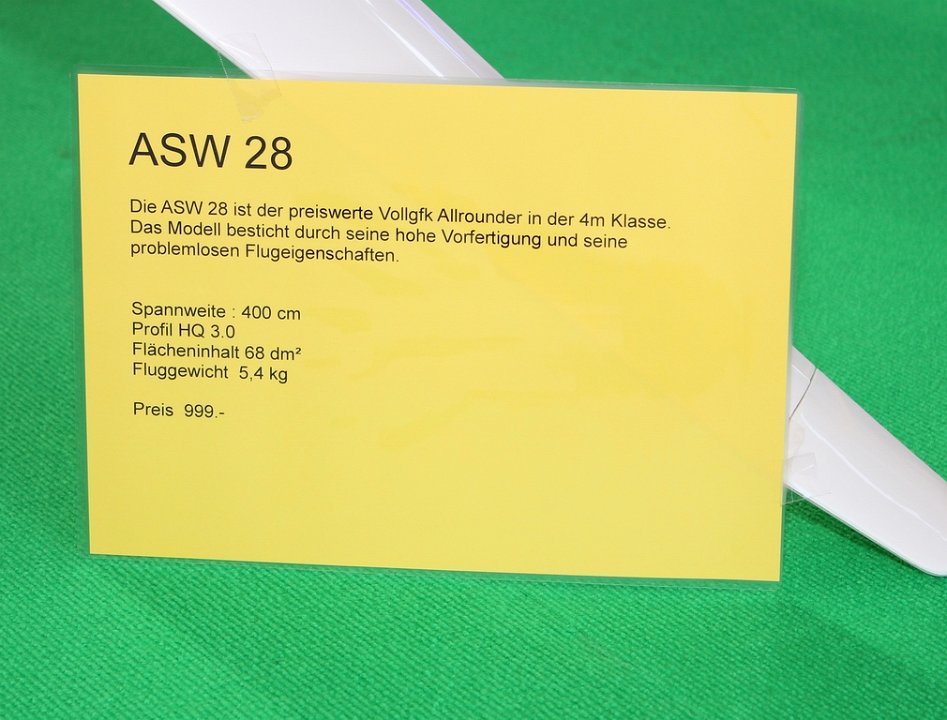 ASW 28
Die ASW 28 ist der preiswerte Vollgfk Allrounder in der 4m Klasse.
Das Modell besticht durch seine hohe Vorfertigung und seine
problemlosen Flugeigenschaften.
Spannweite : 400 cm
Profil HQ 3.0
Flächeninhalt 68 dm²
Fluggewicht  5,4 kg
Preis  999.-